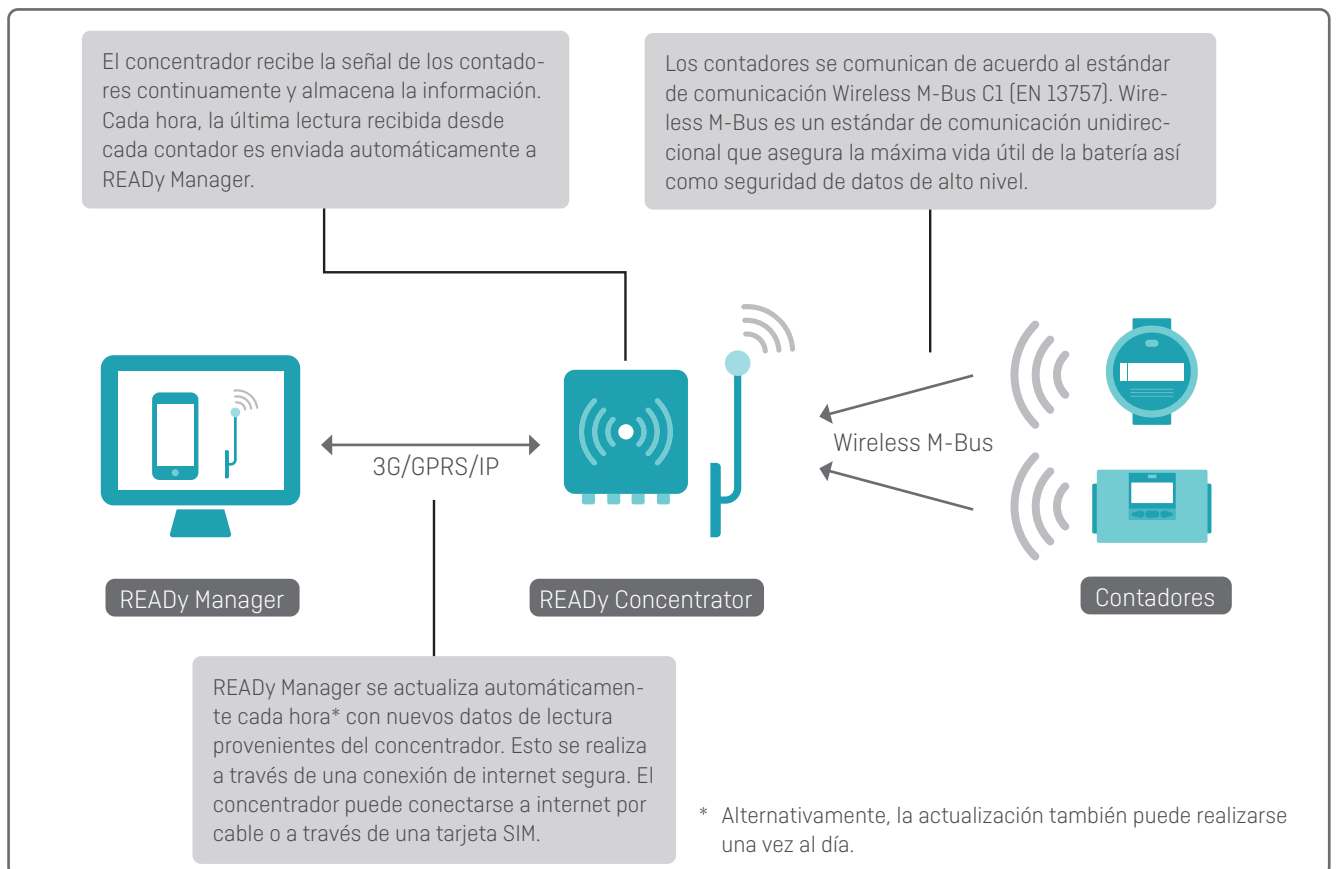 El concentrador recibe la señal de los contado-
res continuamente y almacena la información.
Cada hora, la última lectura recibida desde
cada contador es enviada automáticamente a
READy Manager.
Los contadores se comunican de acuerdo al estándar
de comunicación Wireless M-Bus C1 (EN 13757). Wire-
less M-Bus es un estándar de comunicación unidirec-
cional que asegura la máxima vida útil de la batería así
como seguridad de datos de alto nivel.
3G/GPRS/IP
Wireless M-Bus
READy Manager
READy Concentrator
Contadores
READy Manager se actualiza automáticamen-
te cada hora* con nuevos datos de lectura
provenientes del concentrador. Esto se realiza
a través de una conexión de internet segura. El
concentrador puede conectarse a internet por
cable o a través de una tarjeta SIM.
* Alternativamente, la actualización también puede realizarse
una vez al día.